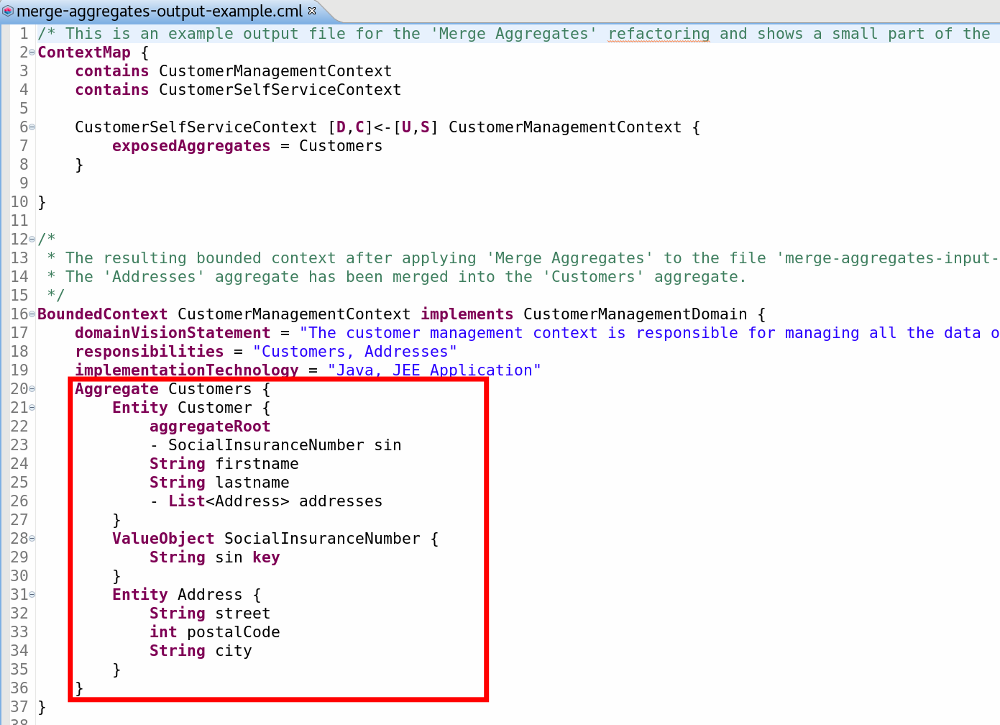 merge-aggregates-output-example.cml
1 /* This is an example output file for the 'Merge Aggregates' refactoring and shows a small part of the
2 ContextMap {
3     contains CustomerManagementContext
4     contains CustomerSelfServiceContext
5
6     CustomerSelfServiceContext [D,C]<-[U,S] CustomerManagementContext {
7         exposedAggregates = Customers
8     }
9
10 }
11
12 /*
13  * The resulting bounded context after applying 'Merge Aggregates' to the file 'merge-aggregates-input-
14  * The 'Addresses' aggregate has been merged into the 'Customers' aggregate.
15  */
16 BoundedContext CustomerManagementContext implements CustomerManagementDomain {
17     domainVisionStatement = "The customer management context is responsible for managing all the data o
18     responsibilities = "Customers, Addresses"
19     implementationTechnology = "Java, JEE Application"
20     Aggregate Customers {
21         Entity Customer {
22             aggregateRoot
23             - SocialInsuranceNumber sin
24             String firstname
25             String lastname
26             - List<Address> addresses
27         }
28         ValueObject SocialInsuranceNumber {
29             String sin key
30         }
31         Entity Address {
32             String street
33             int postalCode
34             String city
35         }
36     }
37 }
38